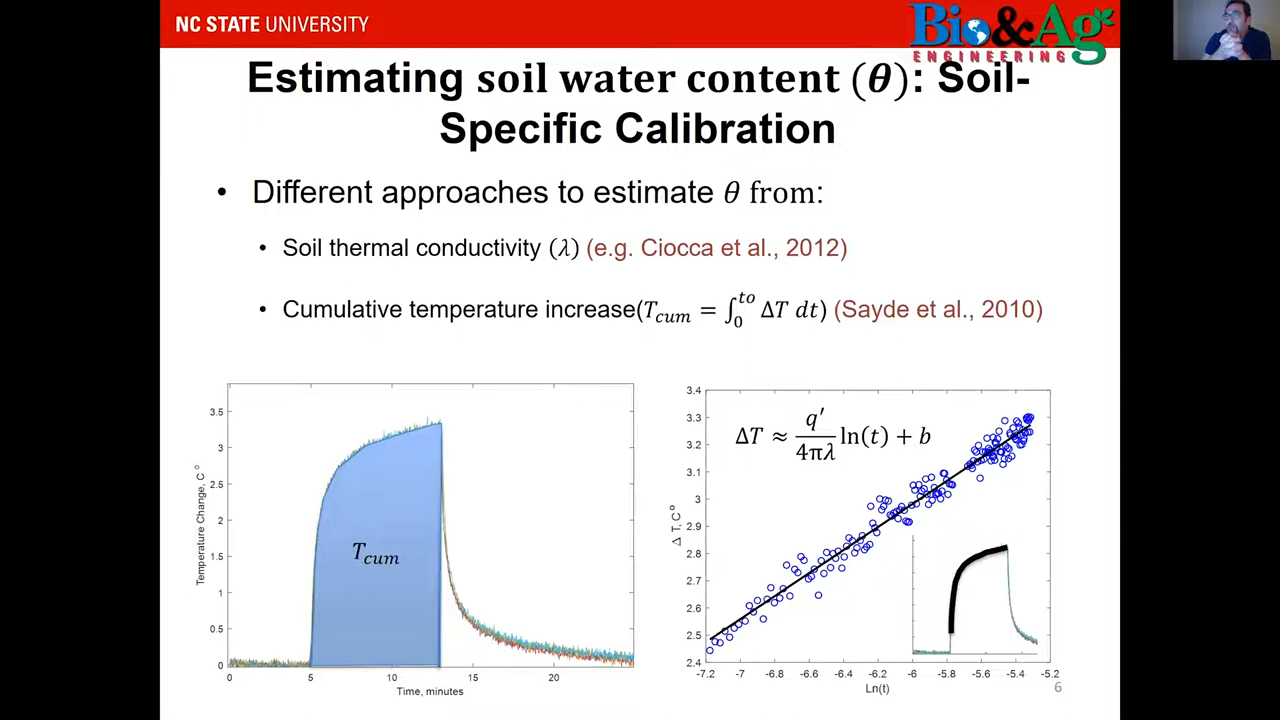 NC STATE UNIVERSITY
Bio&Ag
ENGINEERING
Estimating soil water content (θ): Soil-
Specific Calibration
• Different approaches to estimate θ from:
• Soil thermal conductivity (λ) (e.g. Ciocca et al., 2012)
• Cumulative temperature increase(T_cum = ∫_0^to ΔT dt) (Sayde et al., 2010)
3.5
3
2.5
2
1.5
1
0.5
0
Temperature Change, C°
T_cum
0 5 10 15 20
Time, minutes
3.4
3.3
3.2
3.1
3
2.9
2.8
2.7
2.6
2.5
2.4
Δ T, C°
ΔT ≈ q′/4πλ ln(t) + b
-7.2 -7 -6.8 -6.6 -6.4 -6.2 -6 -5.8 -5.6 -5.4 -5.2
Ln(t)
6